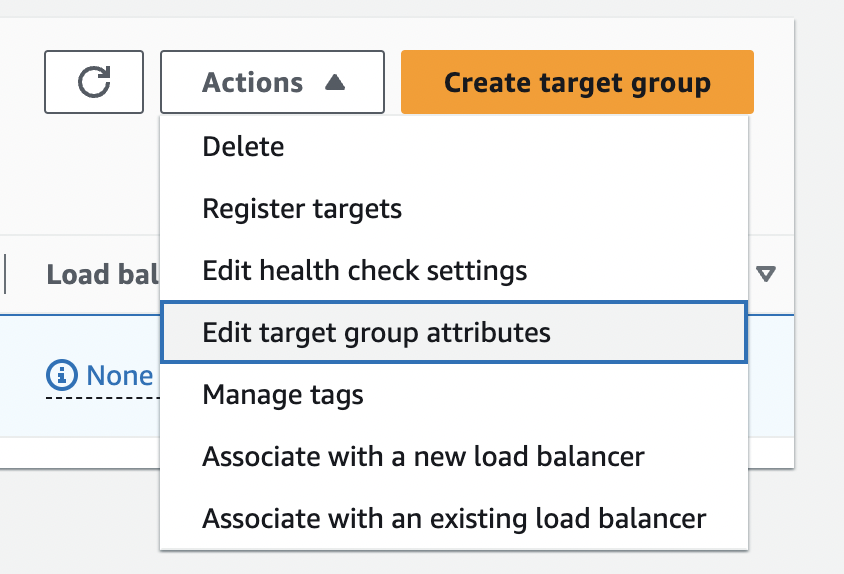 Actions
Create target group
Delete
Register targets
Edit health check settings
Load bal
Edit target group attributes
None
Manage tags
Associate with a new load balancer
Associate with an existing load balancer